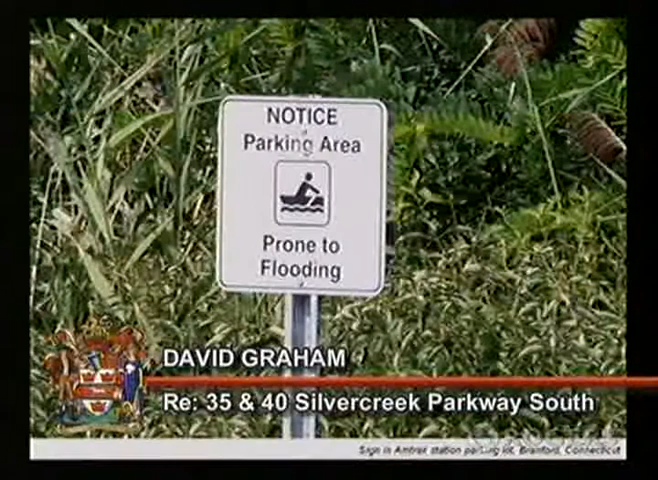 NOTICE
Parking Area
Prone to
Flooding
DAVID GRAHAM
Re: 35 & 40 Silvercreek Parkway South
Sign in Amtrak station parking lot, Branford, Connecticut